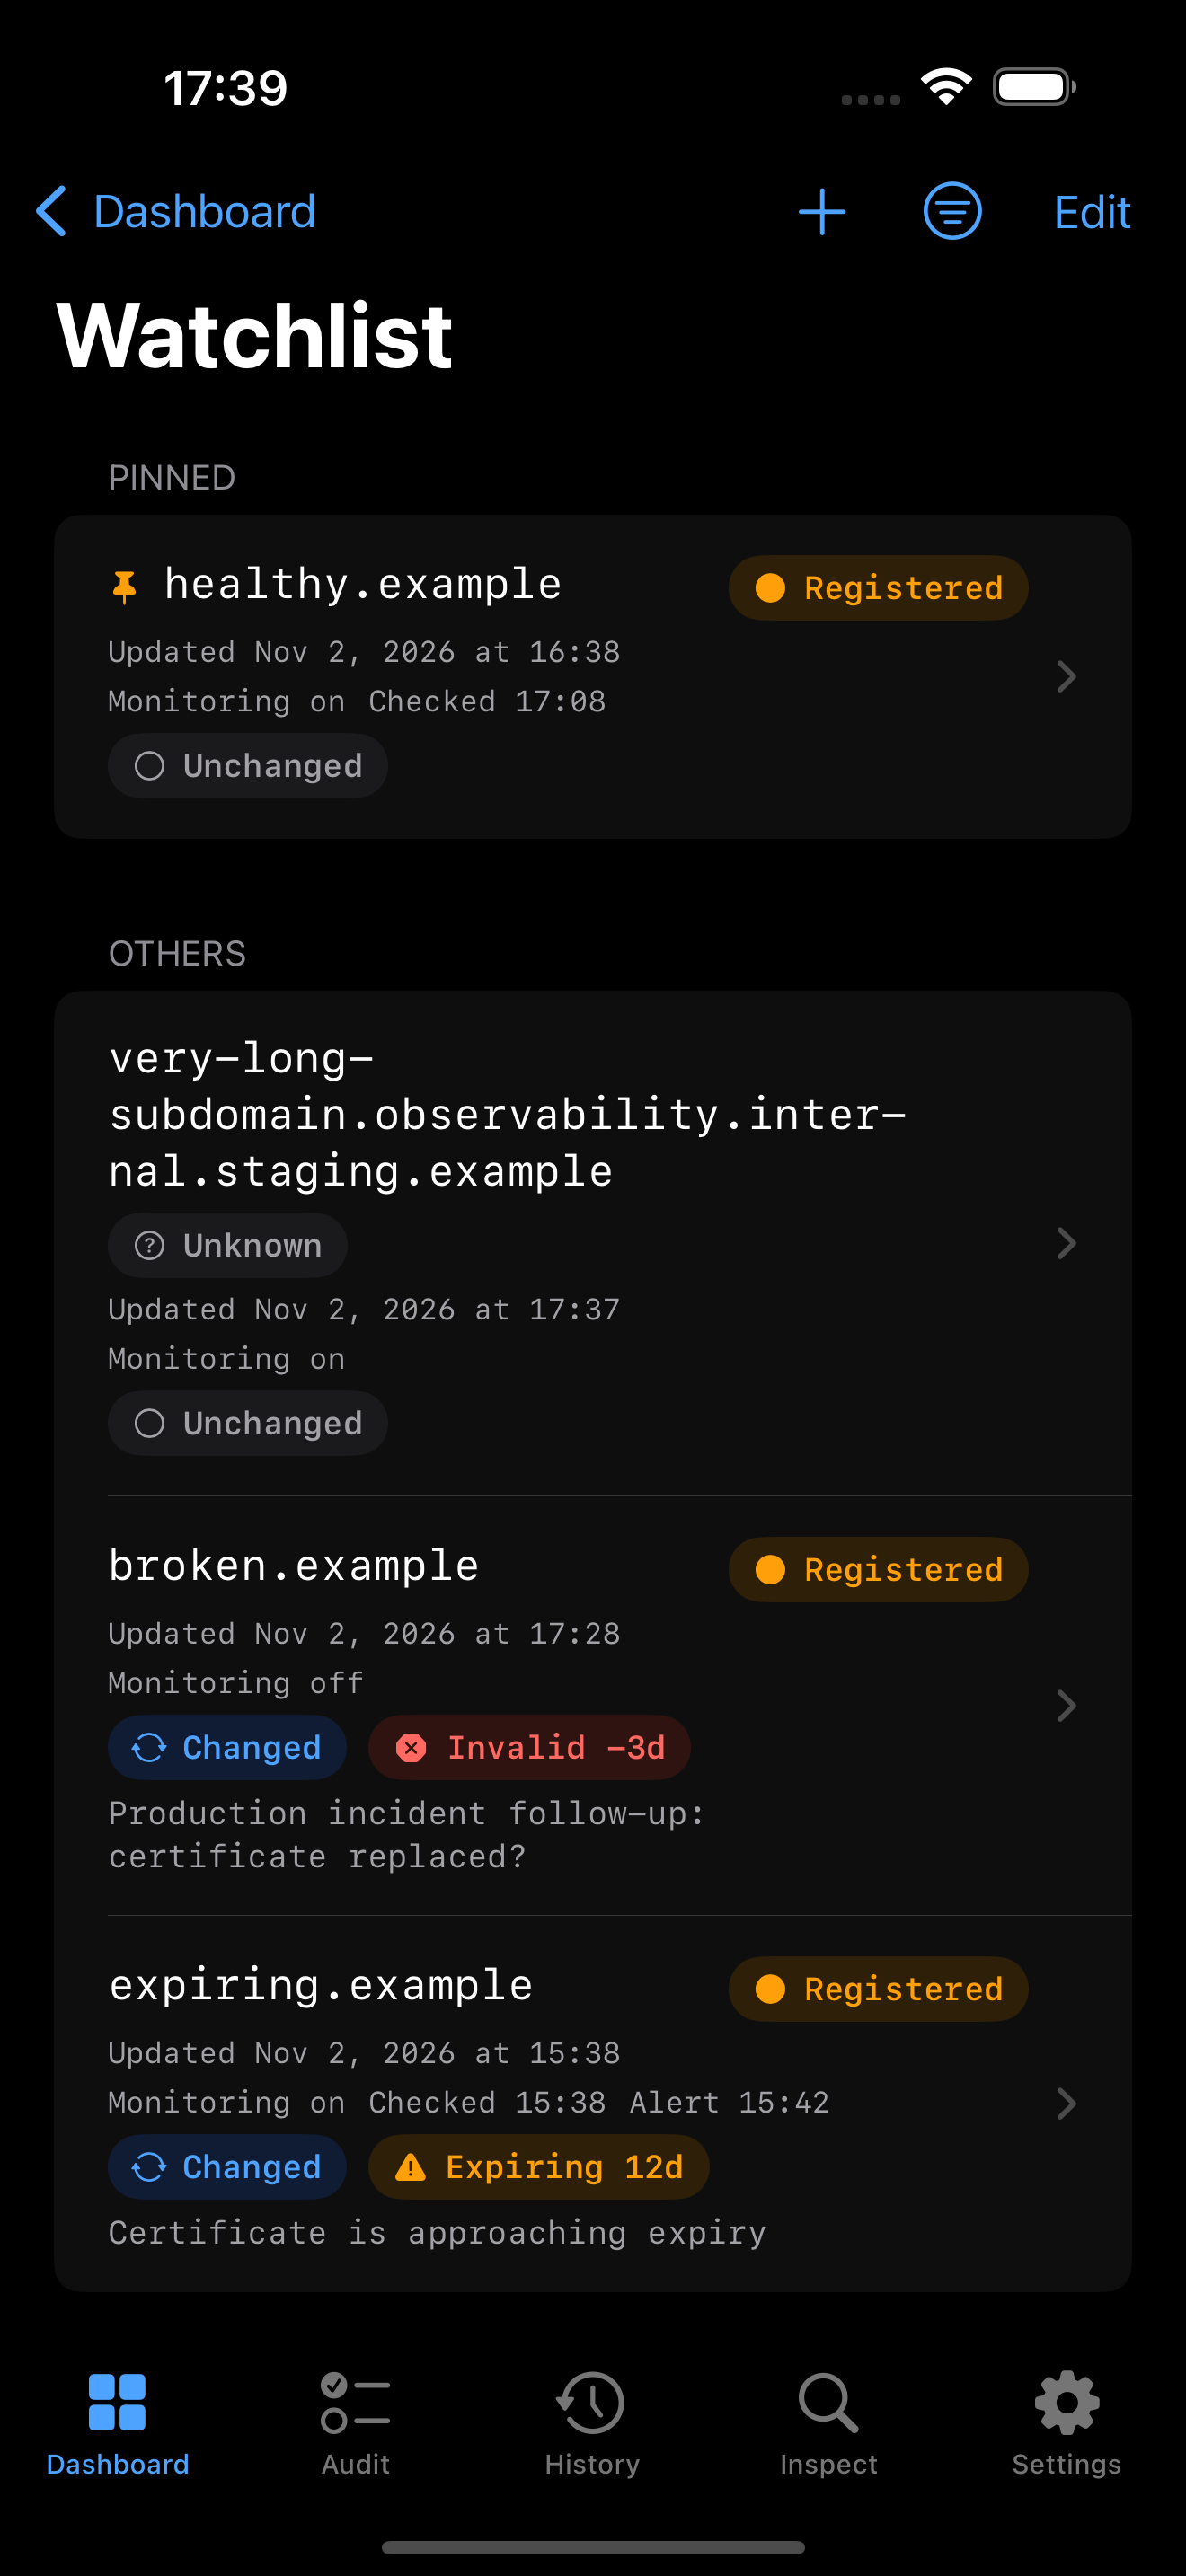 17:39
Dashboard
Edit
Watchlist
PINNED
healthy.example
Registered
Updated Nov 2, 2026 at 16:38
Monitoring on Checked 17:08
Unchanged
OTHERS
very-long-
subdomain.observability.inter-
nal.staging.example
Unknown
Updated Nov 2, 2026 at 17:37
Monitoring on
Unchanged
broken.example
Registered
Updated Nov 2, 2026 at 17:28
Monitoring off
Changed
Invalid -3d
Production incident follow-up:
certificate replaced?
expiring.example
Registered
Updated Nov 2, 2026 at 15:38
Monitoring on Checked 15:38 Alert 15:42
Changed
Expiring 12d
Certificate is approaching expiry
Dashboard
Audit
History
Inspect
Settings